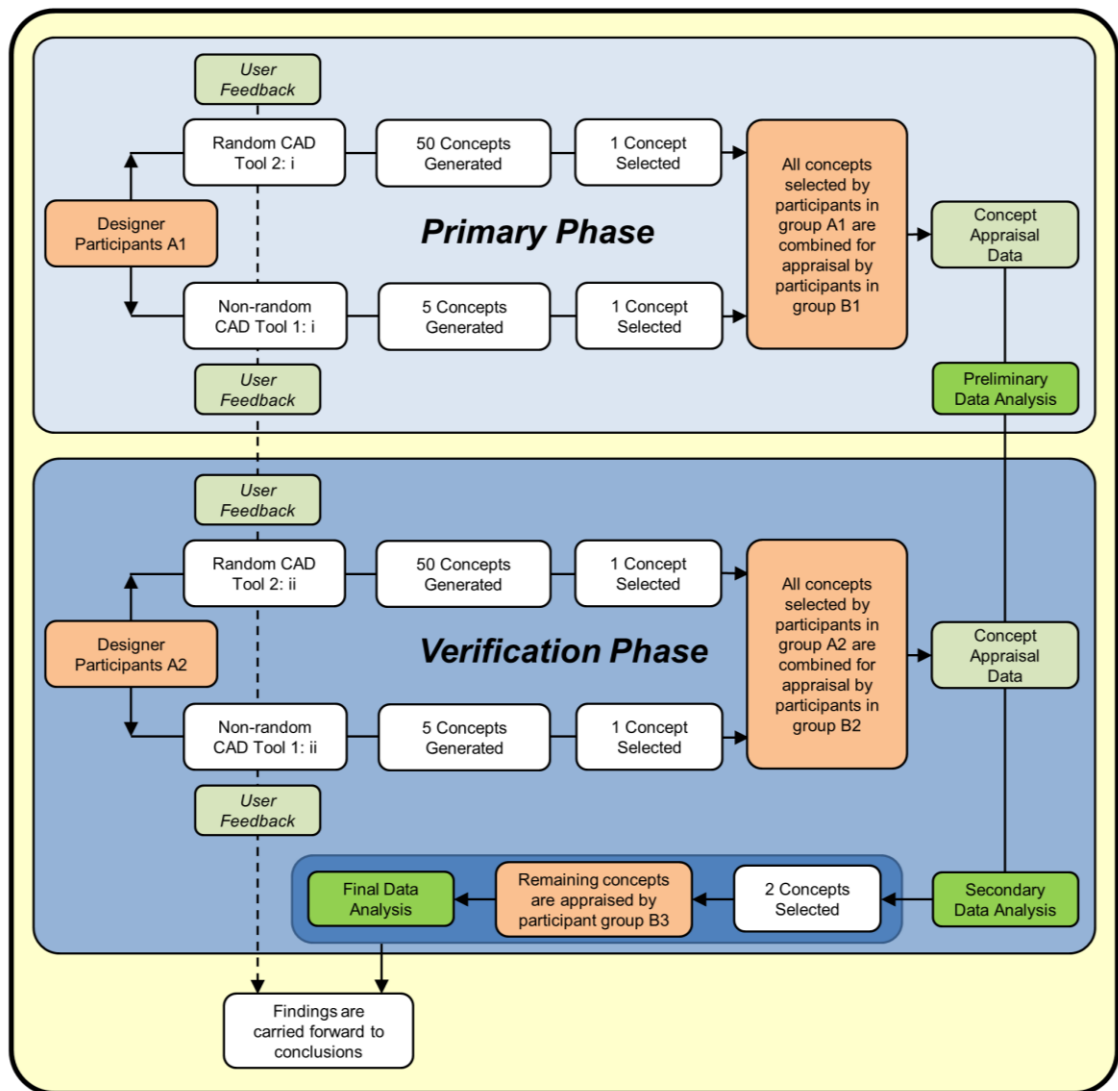 User
Feedback
Random CAD
Tool 2: i
50 Concepts
Generated
1 Concept
Selected
All concepts
selected by
participants in
group A1 are
combined for
appraisal by
participants in
group B1
Designer
Participants A1
Primary Phase
Concept
Appraisal
Data
Non-random
CAD Tool 1: i
5 Concepts
Generated
1 Concept
Selected
User
Feedback
Preliminary
Data Analysis
User
Feedback
Random CAD
Tool 2: ii
50 Concepts
Generated
1 Concept
Selected
All concepts
selected by
participants in
group A2 are
combined for
appraisal by
participants in
group B2
Designer
Participants A2
Verification Phase
Concept
Appraisal
Data
Non-random
CAD Tool 1: ii
5 Concepts
Generated
1 Concept
Selected
User
Feedback
Final Data
Analysis
Remaining concepts
are appraised by
participant group B3
2 Concepts
Selected
Secondary
Data Analysis
Findings are
carried forward to
conclusions